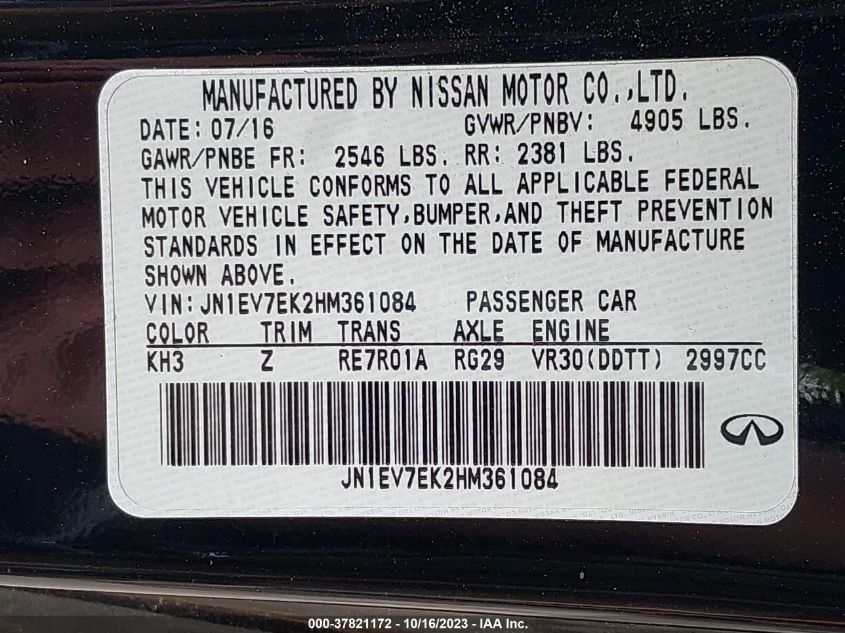 MANUFACTURED BY NISSAN MOTOR CO.,LTD.
DATE: 07/16 GVWR/PNBV: 4905 LBS.
GAWR/PNBE FR: 2546 LBS. RR: 2381 LBS.
THIS VEHICLE CONFORMS TO ALL APPLICABLE FEDERAL
MOTOR VEHICLE SAFETY,BUMPER,AND THEFT PREVENTION
STANDARDS IN EFFECT ON THE DATE OF MANUFACTURE
SHOWN ABOVE.
VIN: JN1EV7EK2HM361084 PASSENGER CAR
COLOR TRIM TRANS AXLE ENGINE
KH3 Z RE7R01A RG29 VR30(DDTT) 2997CC
JN1EV7EK2HM361084
000-37821172 - 10/16/2023 - IAA Inc.